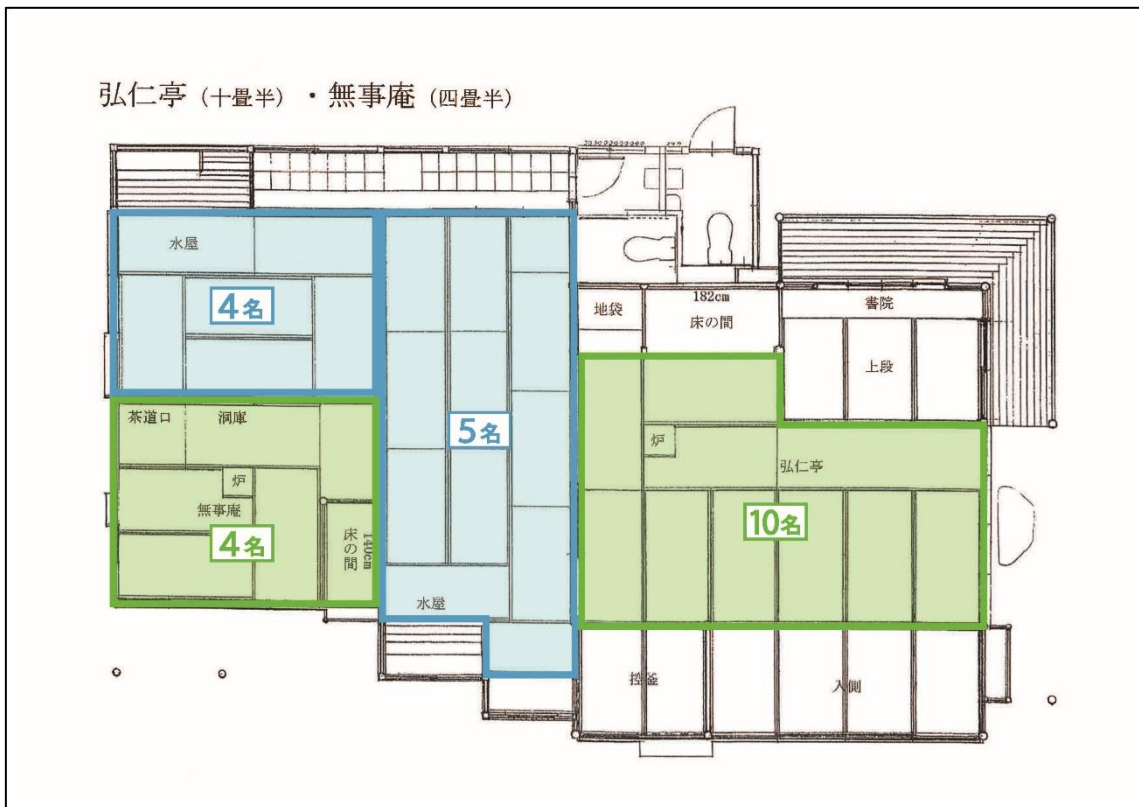 弘仁亭（十畳半）・無事庵（四畳半）
水屋
4名
茶道口
洞庫
炉
無事庵
4名
床の間
140cm
5名
水屋
地袋
182cm
床の間
書院
上段
炉
弘仁亭
10名
控釜
入側